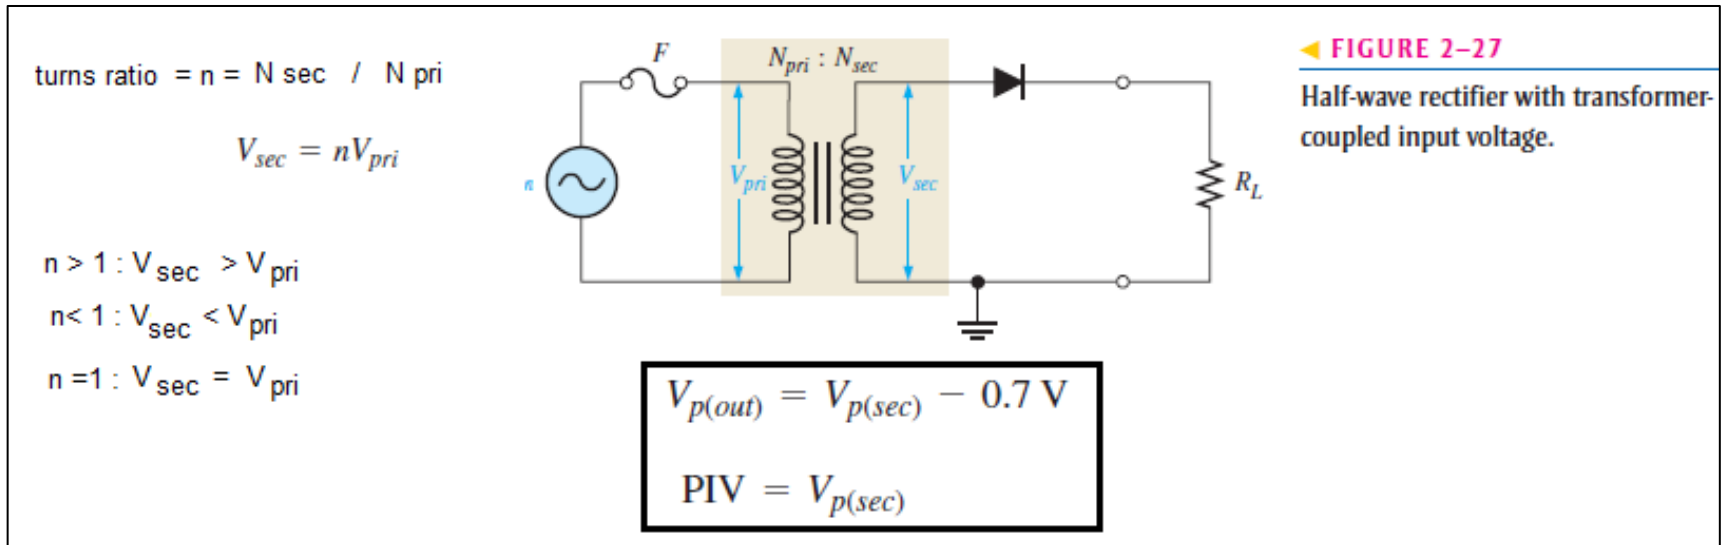 turns ratio = n = N sec / N pri
V_sec = nV_pri
n > 1 : V sec > V pri
n< 1 : V sec < V pri
n =1 : V sec = V pri
F
N_pri : N_sec
n
V_pri
V_sec
R_L
V_p(out) = V_p(sec) − 0.7 V
PIV = V_p(sec)
◀ FIGURE 2–27
Half-wave rectifier with transformer-
coupled input voltage.